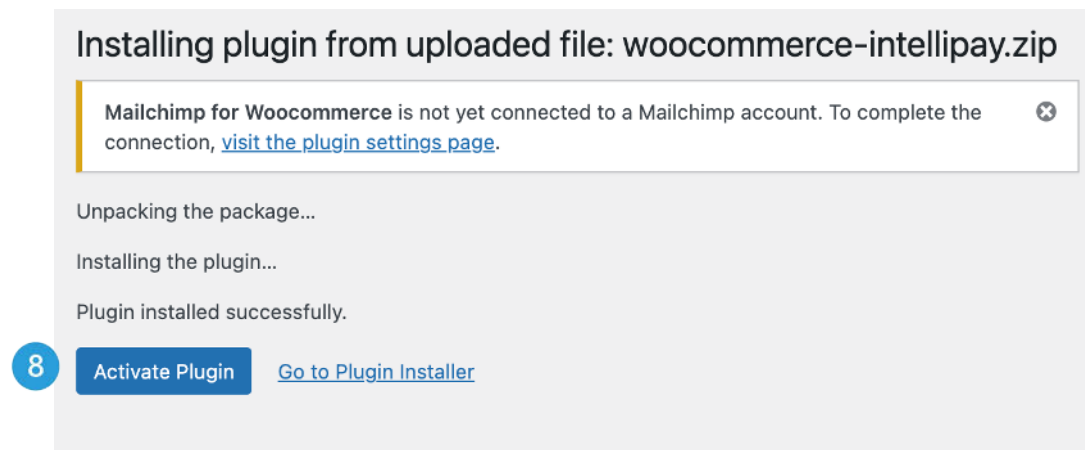 Installing plugin from uploaded file: woocommerce-intellipay.zip
Mailchimp for Woocommerce is not yet connected to a Mailchimp account. To complete the
connection, visit the plugin settings page.
Unpacking the package...
Installing the plugin...
Plugin installed successfully.
8 Activate Plugin Go to Plugin Installer